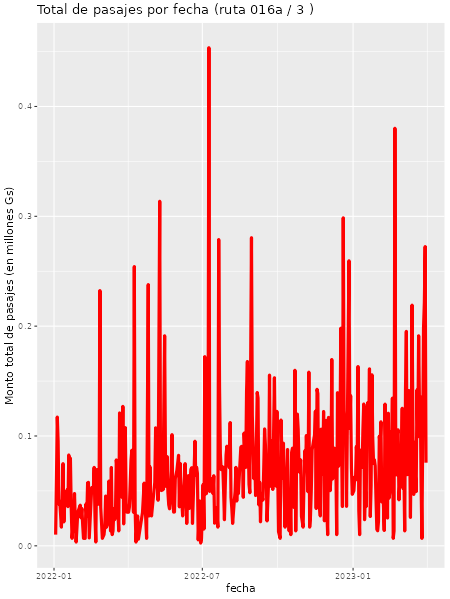 Total de pasajes por fecha (ruta 016a / 3 )
Monto total de pasajes (en millones Gs)
0.4
0.3
0.2
0.1
0.0
2022-01 2022-07 2023-01
fecha